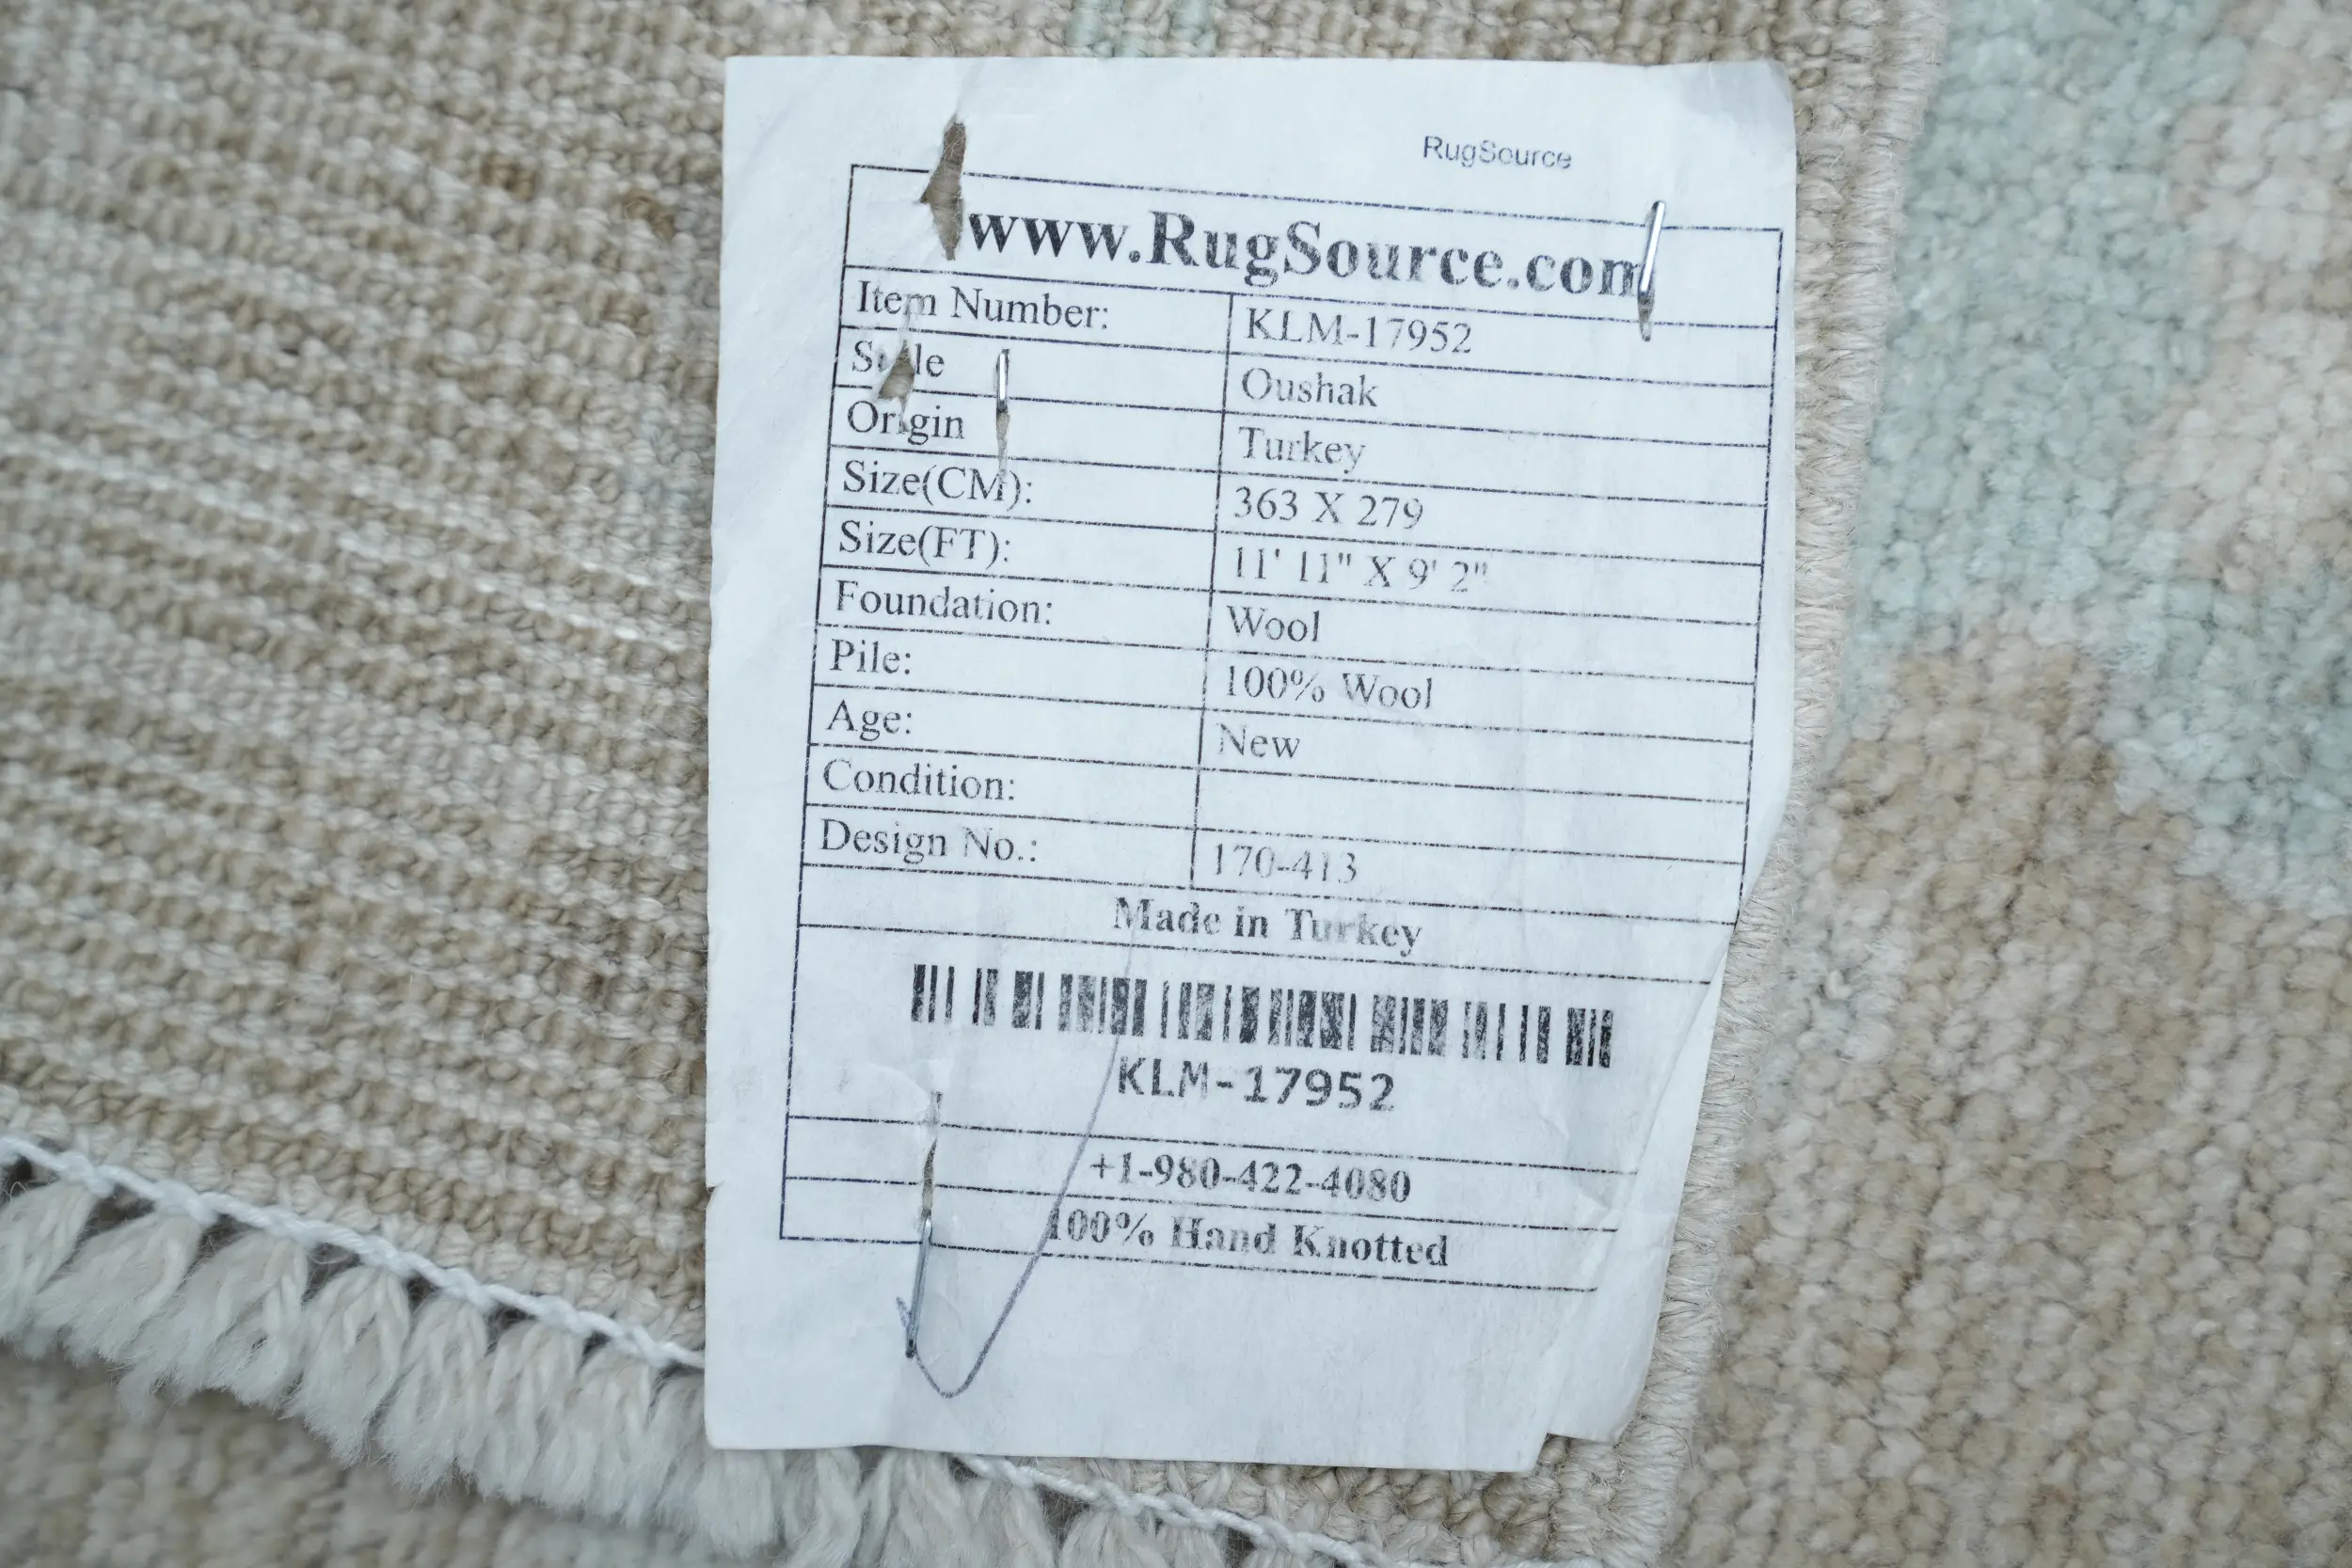 RugSource
www.RugSource.com
Item Number: KLM-17952
Style Oushak
Origin Turkey
Size(CM): 363 X 279
Size(FT): 11' 11" X 9' 2"
Foundation: Wool
Pile: 100% Wool
Age: New
Condition:
Design No.: 170-413
Made in Turkey
KLM-17952
+1-980-422-4080
100% Hand Knotted